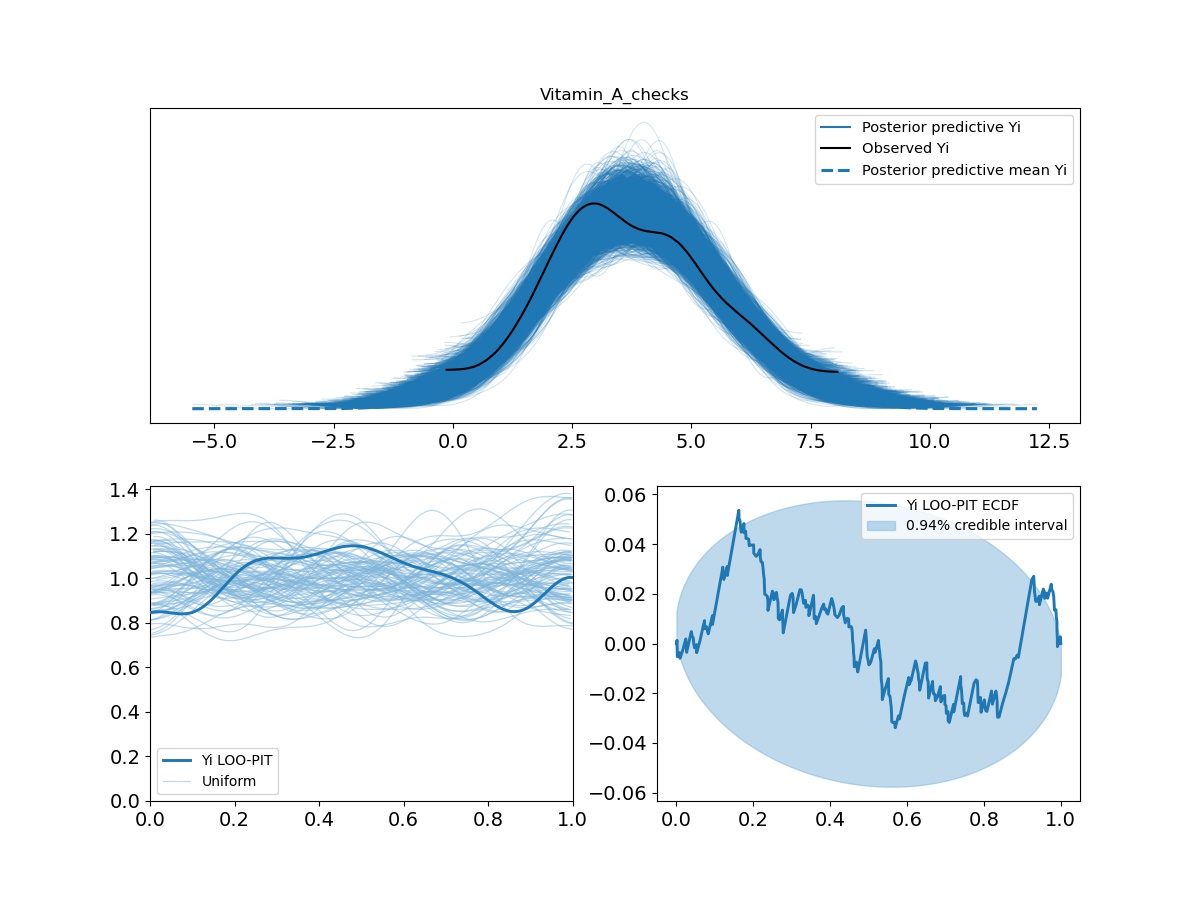 Vitamin_A_checks
Posterior predictive Yi
Observed Yi
Posterior predictive mean Yi
−5.0 −2.5 0.0 2.5 5.0 7.5 10.0 12.5
1.4
1.2
1.0
0.8
0.6
0.4
0.2
0.0
Yi LOO-PIT
Uniform
0.0 0.2 0.4 0.6 0.8 1.0
0.06
0.04
0.02
0.00
−0.02
−0.04
−0.06
Yi LOO-PIT ECDF
0.94% credible interval
0.0 0.2 0.4 0.6 0.8 1.0